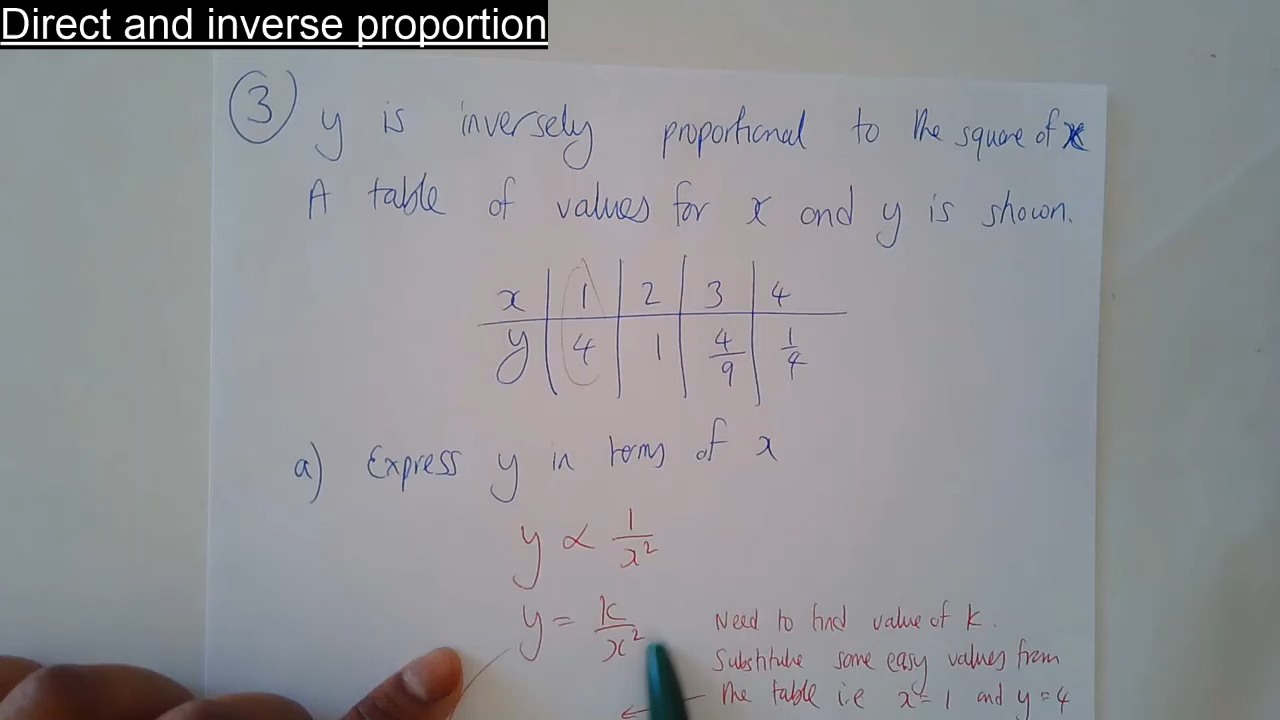 Direct and inverse proportion
3 y is inversely proportional to the square of x
A table of values for x and y is shown.
x 1 2 3 4
y 4 1 4/9 1/4
a) Express y in terms of x
y ∝ 1/x²
y = k/x² Need to find value of k.
Substitute some easy values from
the table i.e x=1 and y=4